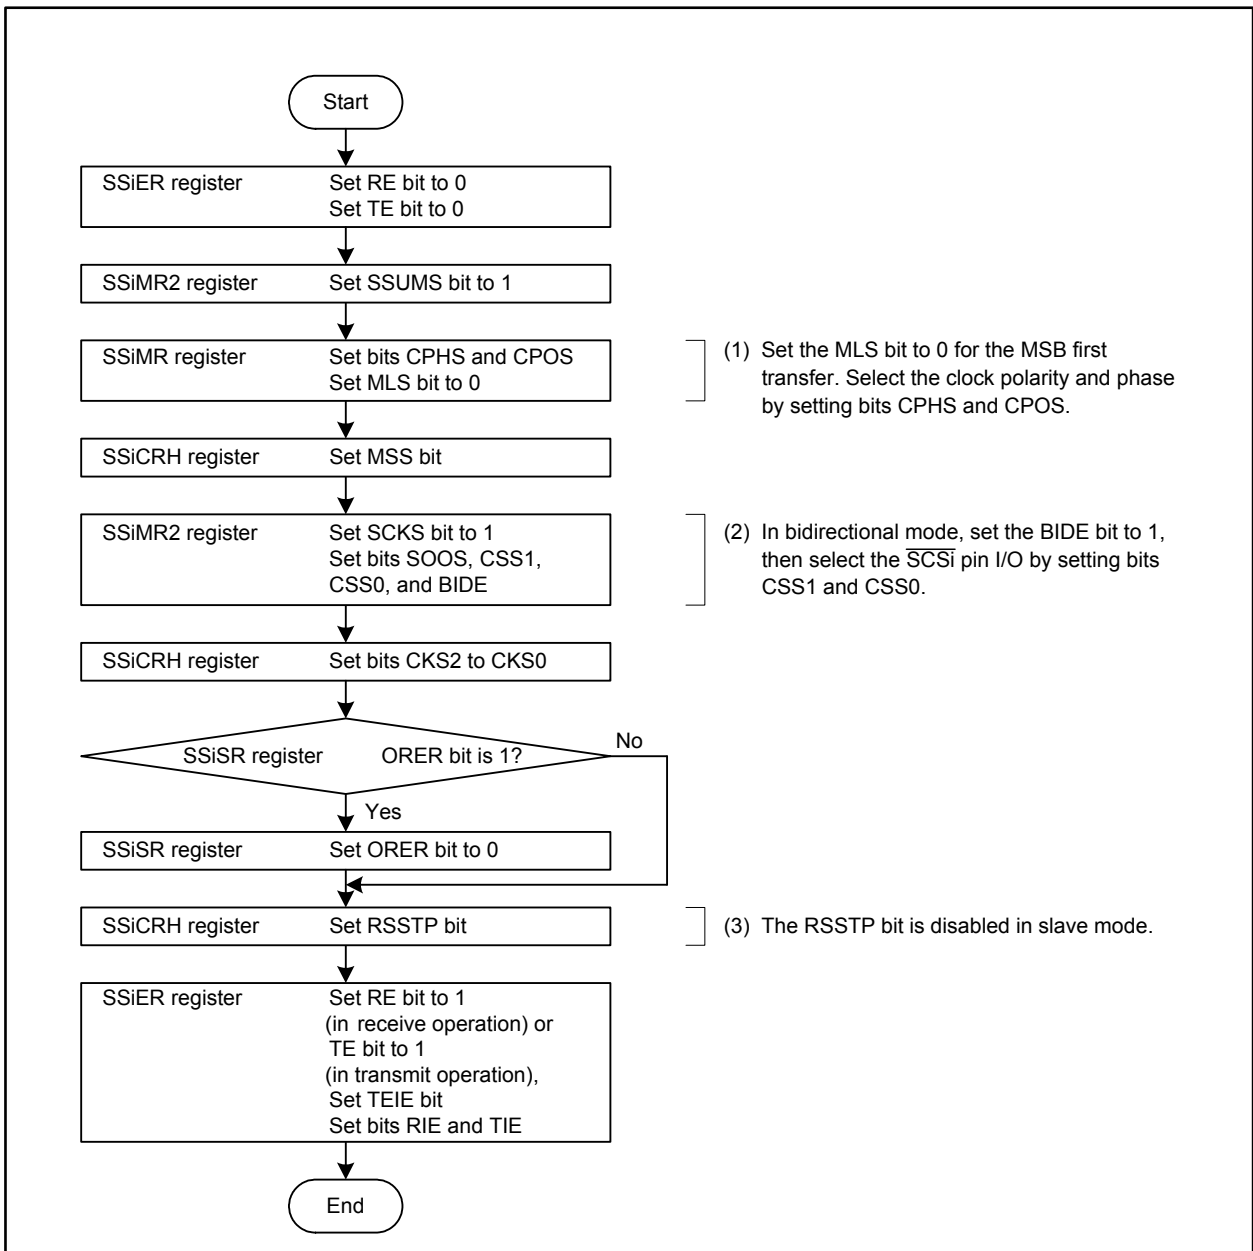 Start
SSiER register Set RE bit to 0
Set TE bit to 0
SSiMR2 register Set SSUMS bit to 1
SSiMR register Set bits CPHS and CPOS
Set MLS bit to 0
(1) Set the MLS bit to 0 for the MSB first
transfer. Select the clock polarity and phase
by setting bits CPHS and CPOS.
SSiCRH register Set MSS bit
SSiMR2 register Set SCKS bit to 1
Set bits SOOS, CSS1,
CSS0, and BIDE
(2) In bidirectional mode, set the BIDE bit to 1,
then select the S̅C̅S̅i̅ pin I/O by setting bits
CSS1 and CSS0.
SSiCRH register Set bits CKS2 to CKS0
SSiSR register ORER bit is 1?
No
Yes
SSiSR register Set ORER bit to 0
SSiCRH register Set RSSTP bit
(3) The RSSTP bit is disabled in slave mode.
SSiER register Set RE bit to 1
(in receive operation) or
TE bit to 1
(in transmit operation),
Set TEIE bit
Set bits RIE and TIE
End